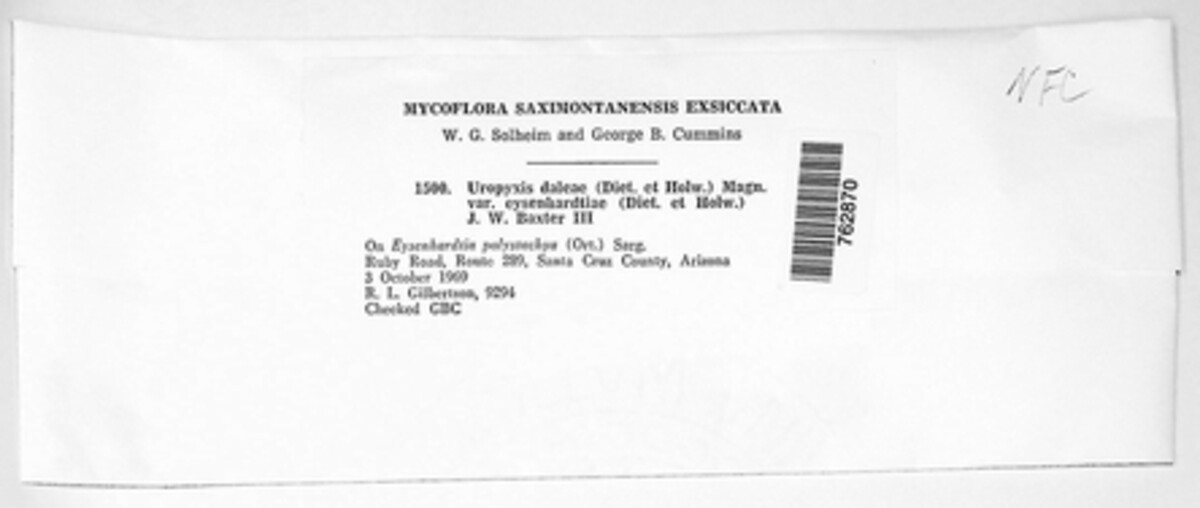 NFC
MYCOFLORA SAXIMONTANENSIS EXSICCATA
W. G. Solheim and George B. Cummins
1500. Uropyxis daleae (Diet. et Holw.) Magn.
var. eysenhardtiae (Diet. et Holw.)
J. W. Baxter III
On Eysenhardtia polystachya (Ort.) Sarg.
Ruby Road, Route 289, Santa Cruz County, Arizona
3 October 1969
R. L. Gilbertson, 9294
Checked GBC
762870